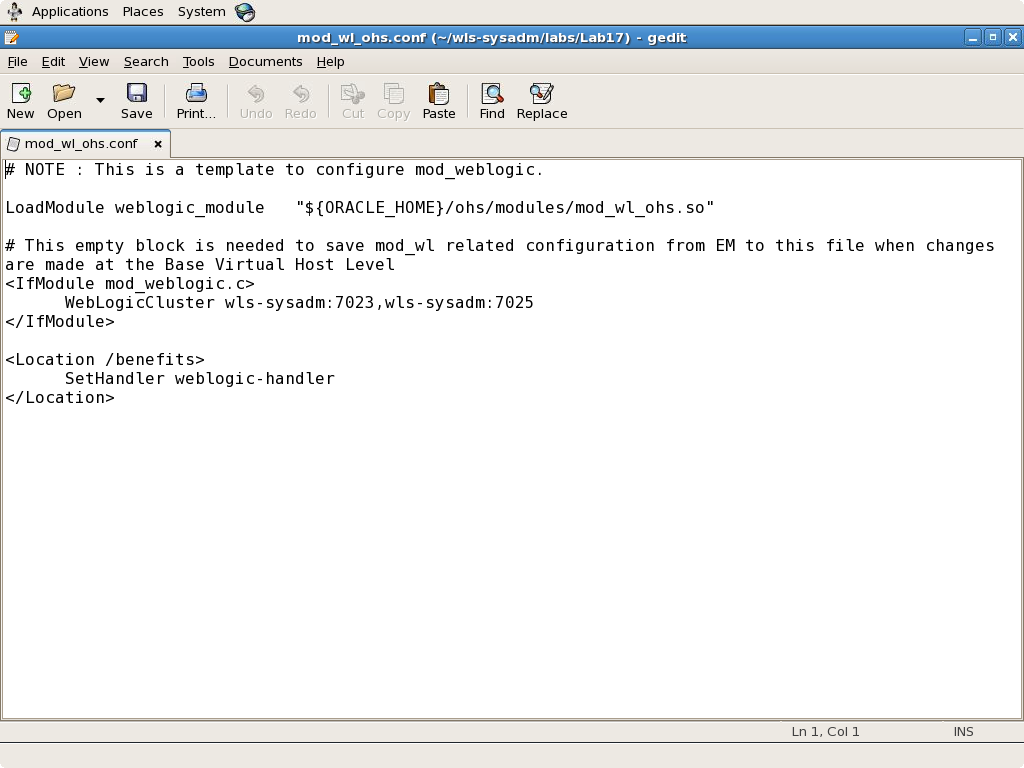 Applications Places System
mod_wl_ohs.conf (~/wls-sysadm/labs/Lab17) - gedit
File Edit View Search Tools Documents Help
New Open Save Print... Undo Redo Cut Copy Paste Find Replace
mod_wl_ohs.conf
# NOTE : This is a template to configure mod_weblogic.
LoadModule weblogic_module   "${ORACLE_HOME}/ohs/modules/mod_wl_ohs.so"
# This empty block is needed to save mod_wl related configuration from EM to this file when changes
are made at the Base Virtual Host Level
<IfModule mod_weblogic.c>
      WebLogicCluster wls-sysadm:7023,wls-sysadm:7025
</IfModule>
<Location /benefits>
      SetHandler weblogic-handler
</Location>
Ln 1, Col 1 INS